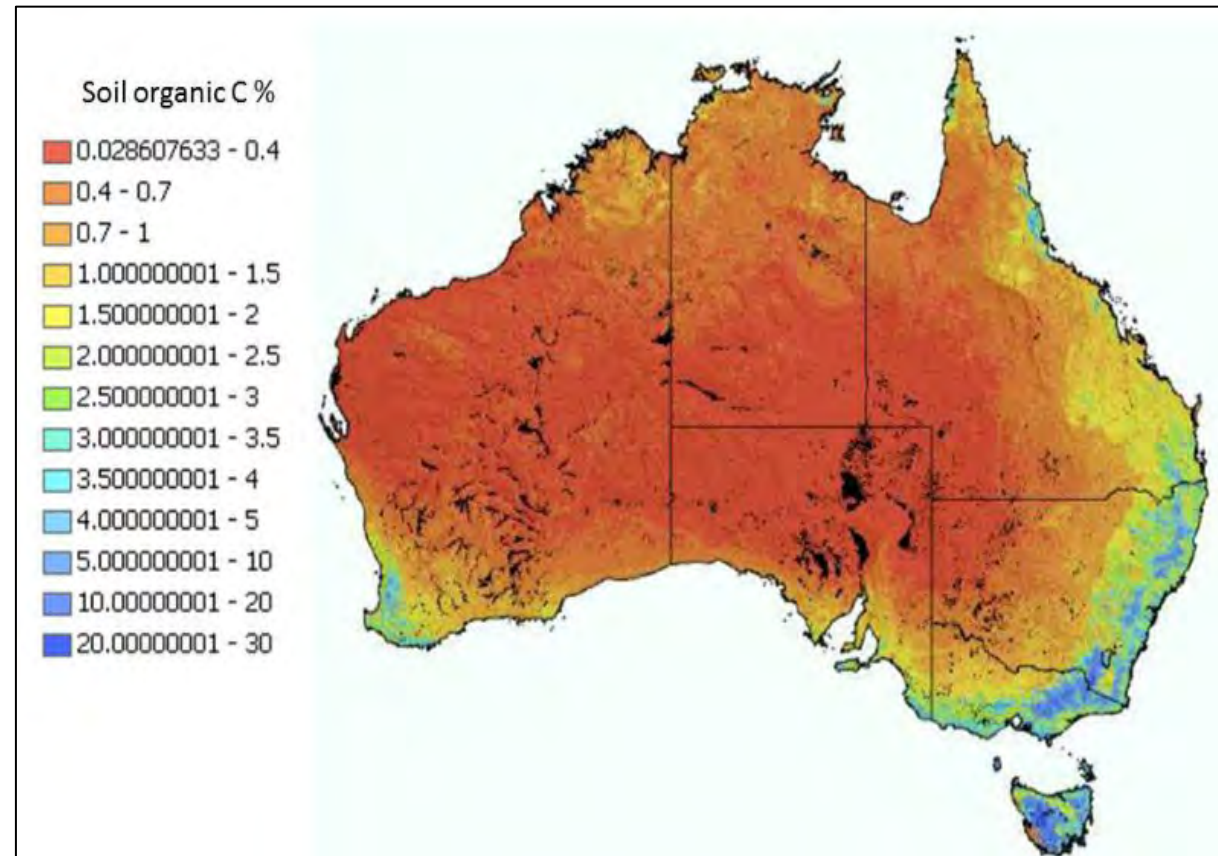 Soil organic C %
0.028607633 - 0.4
0.4 - 0.7
0.7 - 1
1.000000001 - 1.5
1.500000001 - 2
2.000000001 - 2.5
2.500000001 - 3
3.000000001 - 3.5
3.500000001 - 4
4.000000001 - 5
5.000000001 - 10
10.00000001 - 20
20.00000001 - 30